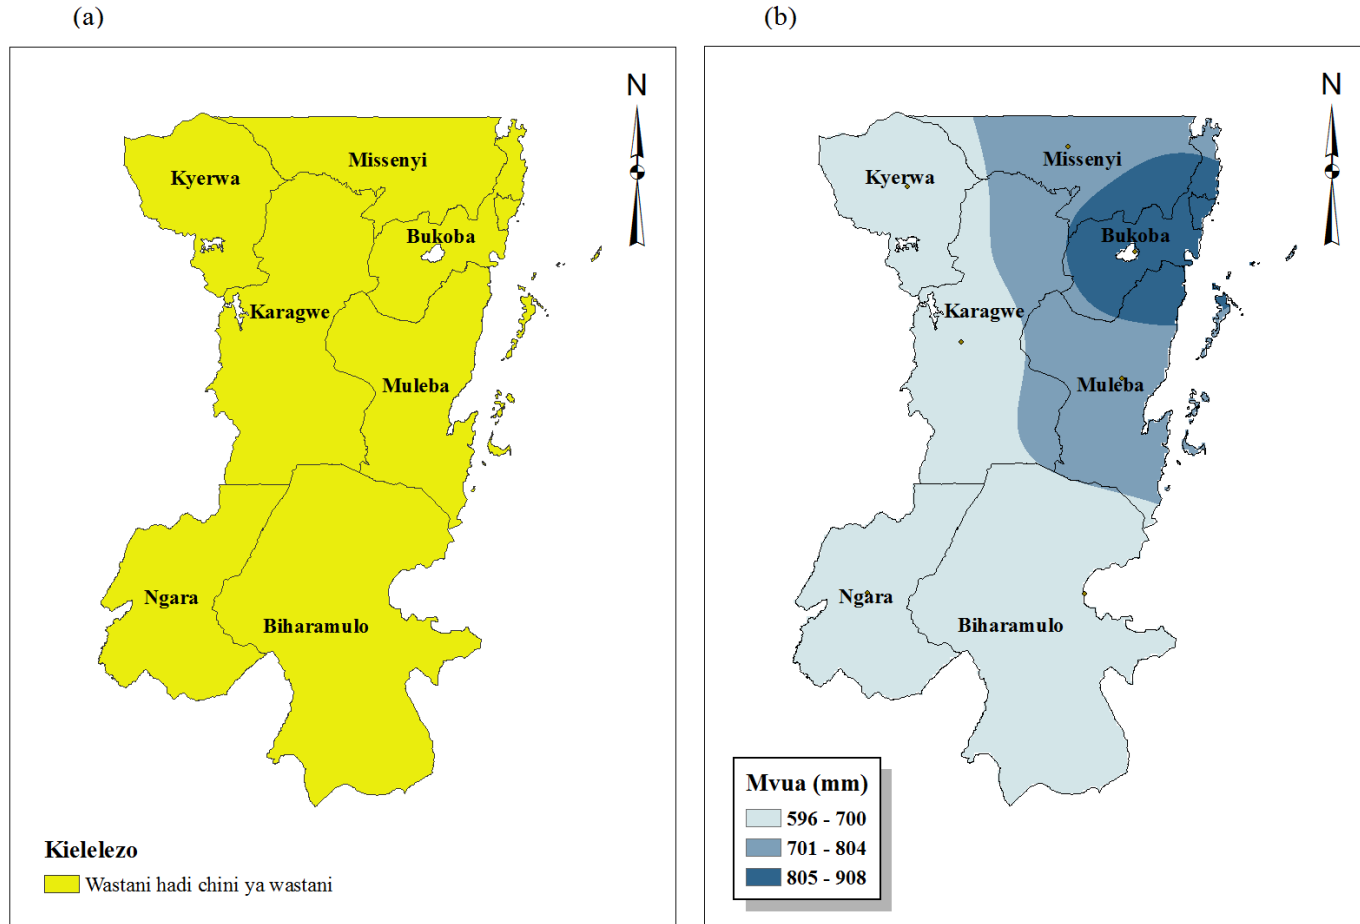 (a)
N
Missenyi
Kyerwa
Bukoba
Karagwe
Muleba
Ngara
Biharamulo
Kielelezo
Wastani hadi chini ya wastani
(b)
N
Missenyi
Kyerwa
Bukoba
Karagwe
Muleba
Ngara
Biharamulo
Mvua (mm)
596 - 700
701 - 804
805 - 908